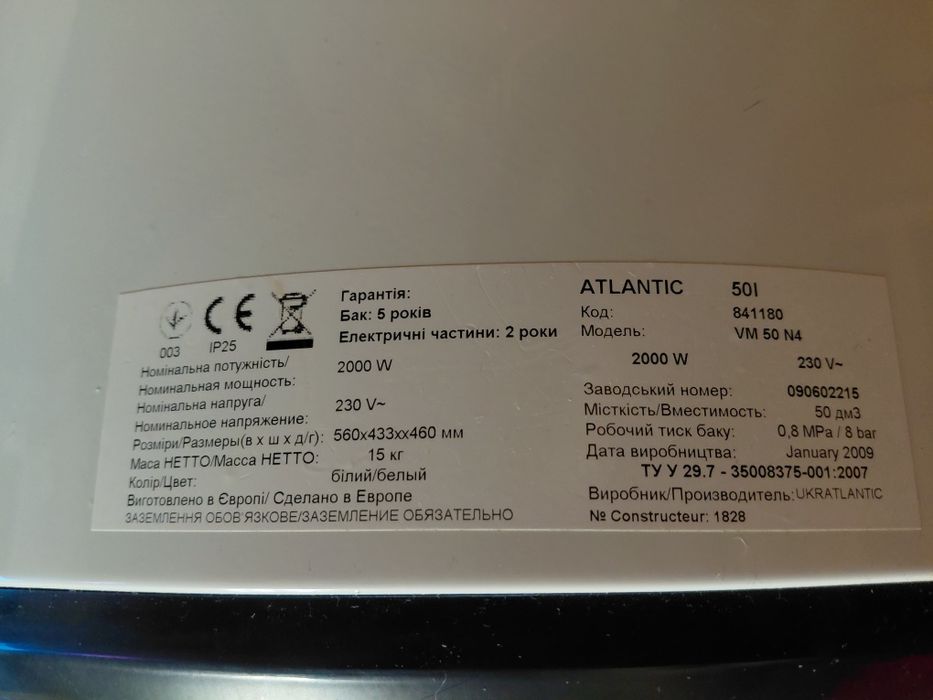 003
IP25
Гарантія:
Бак: 5 років
Електричні частини: 2 роки
Номінальна потужність/
Номинальная мощность:
2000 W
Номінальна напруга/
Номинальное напряжение:
230 V~
Розміри/Размеры(в х ш х д/г): 560х433хх460 мм
Маса НЕТТО/Масса НЕТТО: 15 кг
Колір/Цвет: білий/белый
Виготовлено в Європі/ Сделано в Европе
ЗАЗЕМЛЕННЯ ОБОВ'ЯЗКОВЕ/ЗАЗЕМЛЕНИЕ ОБЯЗАТЕЛЬНО
ATLANTIC 50l
Код: 841180
Модель: VM 50 N4
2000 W 230 V~
Заводський номер: 090602215
Місткість/Вместимость: 50 дм3
Робочий тиск баку: 0,8 MPa / 8 bar
Дата виробництва: January 2009
ТУ У 29.7 - 35008375-001:2007
Виробник/Производитель: UKRATLANTIC
№ Constructeur: 1828